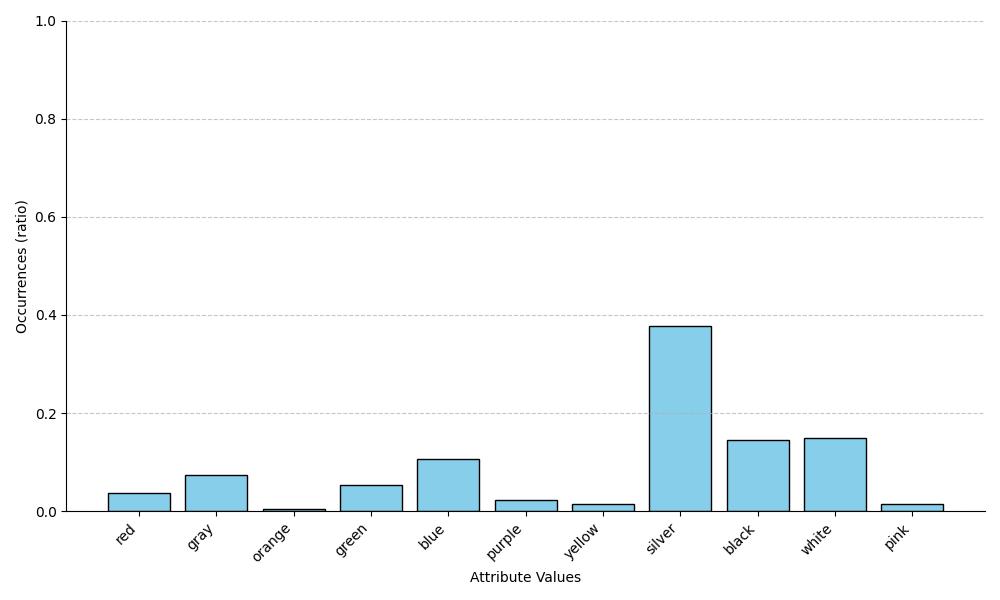 1.0
0.8
0.6
0.4
0.2
0.0
Occurrences (ratio)
red
gray
orange
green
blue
purple
yellow
silver
black
white
pink
Attribute Values